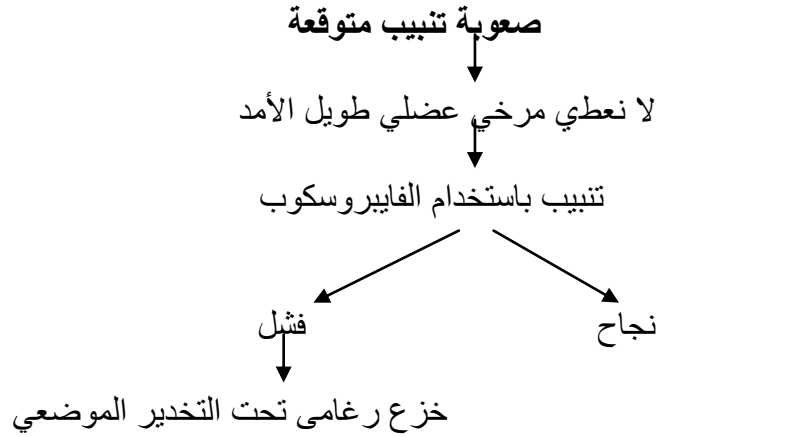 صعوبة تنبيب متوقعة
لا نعطي مرخي عضلي طويل الأمد
تنبيب باستخدام الفايبروسكوب
نجاح
فشل
خزع رغامى تحت التخدير الموضعي